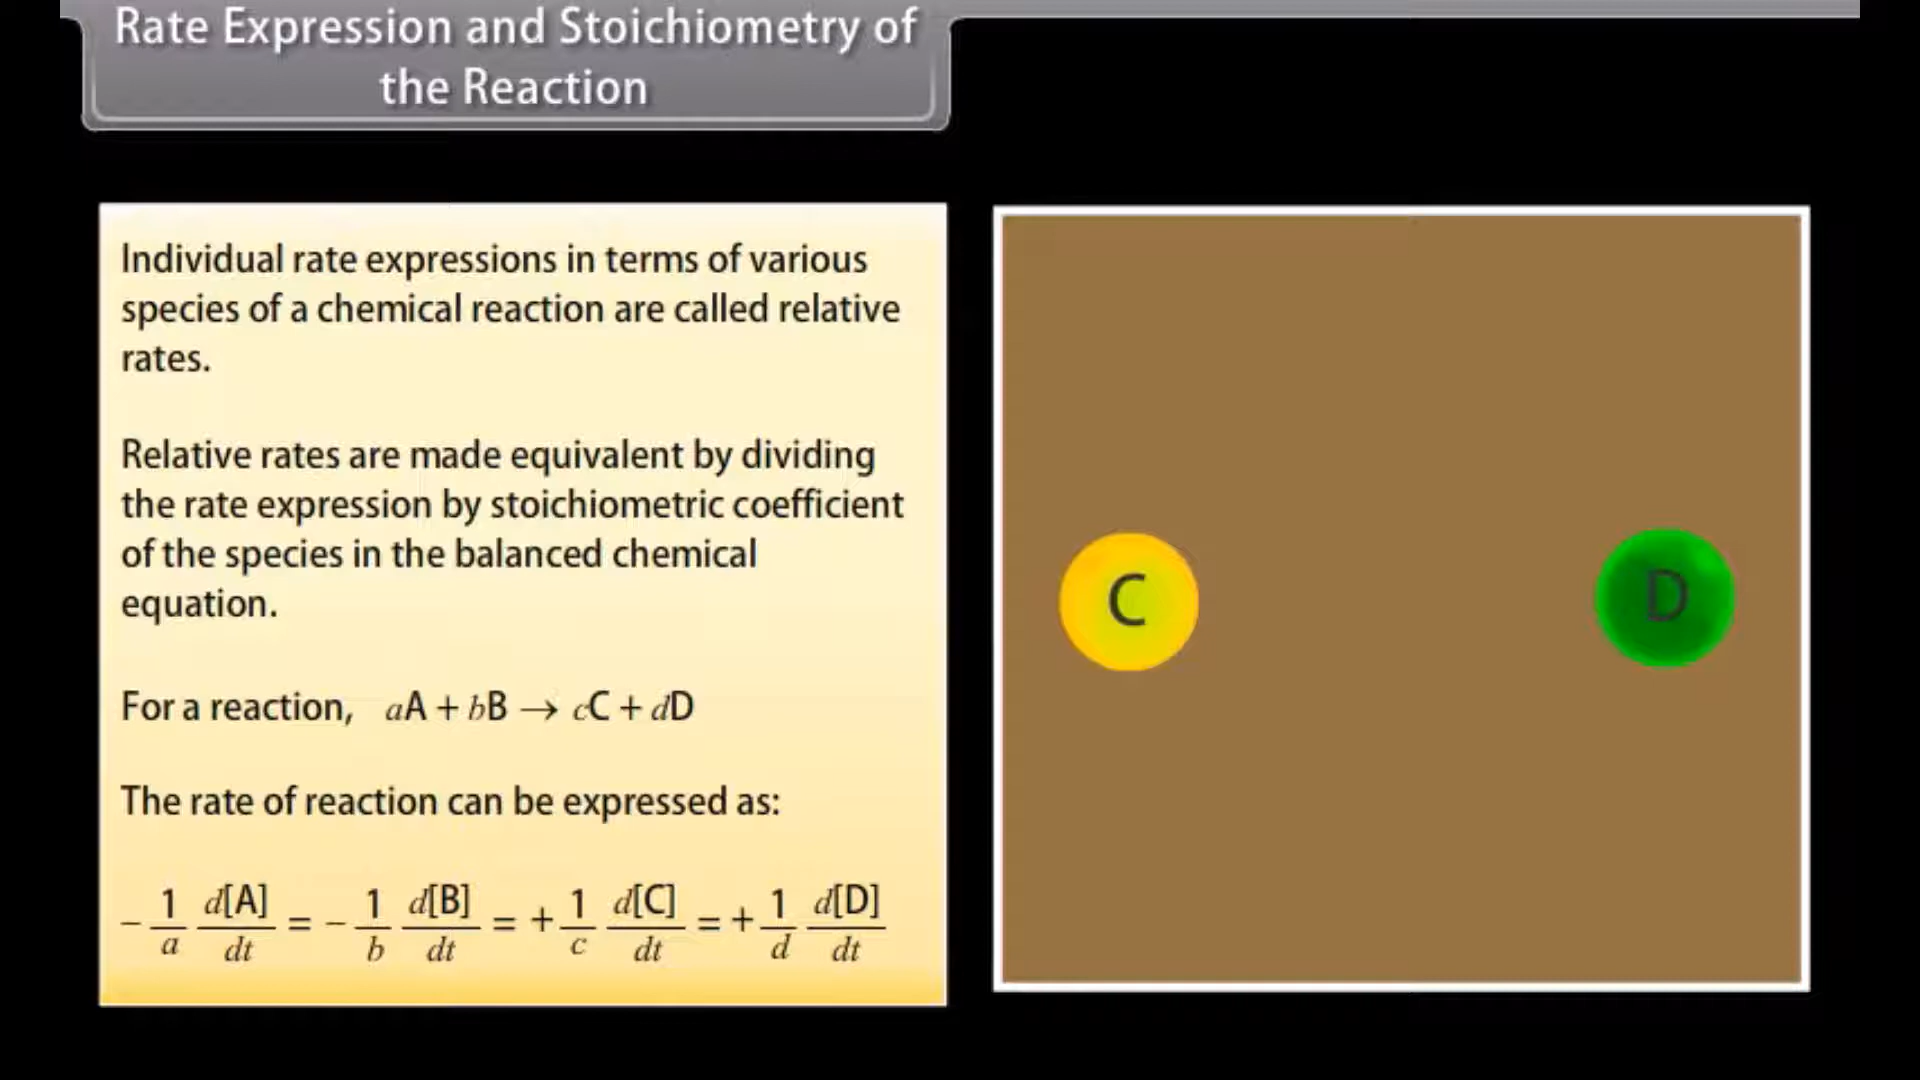 Rate Expression and Stoichiometry of
the Reaction
Individual rate expressions in terms of various
species of a chemical reaction are called relative
rates.
Relative rates are made equivalent by dividing
the rate expression by stoichiometric coefficient
of the species in the balanced chemical
equation.
For a reaction, aA + bB → cC + dD
The rate of reaction can be expressed as:
− 1/a d[A]/dt = − 1/b d[B]/dt = + 1/c d[C]/dt = + 1/d d[D]/dt
C
D